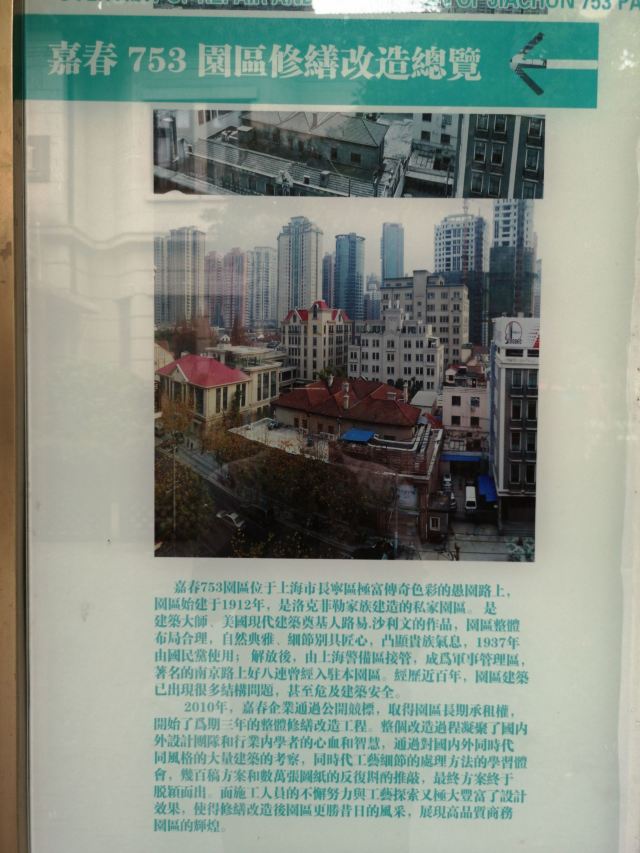 OF JIACHUN 753
嘉春 753 園區修繕改造總覽
嘉春753園區位于上海市長寧區極富傳奇色彩的愚園路上，
園區始建于1912年，是洛克菲勒家族建造的私家園區。是
建築大師、美國現代建築奠基人路易.沙利文的作品，園區整體
布局合理，自然典雅、細節別具匠心，凸顯貴族氣息，1937年
由國民黨使用；解放後，由上海警備區接管，成爲軍事管理區，
著名的南京路上好八連曾經入駐本園區。經歷近百年，園區建築
已出現很多結構問題，甚至危及建築安全。
2010年，嘉春企業通過公開競標，取得園區長期承租權，
開始了爲期三年的整體修繕改造工程。整個改造過程凝聚了國内
外設計團隊和行業内學者的心血和智慧，通過對國内外同時代
同風格的大量建築的考察，同時代工藝細節的處理方法的學習體
會，幾百稿方案和數萬張圖紙的反復斟酌推敲，最終方案終于
脱穎而出。而施工人員的不懈努力與工藝探索又極大豐富了設計
效果，使得修繕改造後園區更勝昔日的風采，展現高品質商務
園區的輝煌。